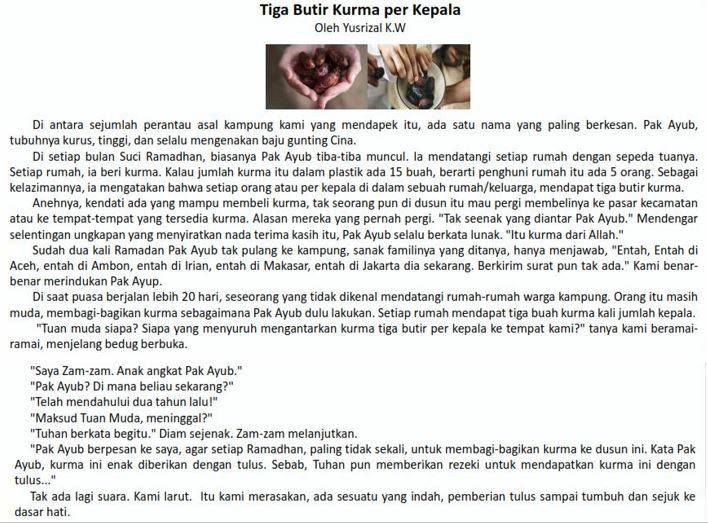 Tiga Butir Kurma per Kepala
Oleh Yusrizal K.W
Di antara sejumlah perantau asal kampung kami yang mendapek itu, ada satu nama yang paling berkesan. Pak Ayub,
tubuhnya kurus, tinggi, dan selalu mengenakan baju gunting Cina.
Di setiap bulan Suci Ramadhan, biasanya Pak Ayub tiba-tiba muncul. Ia mendatangi setiap rumah dengan sepeda tuanya.
Setiap rumah, ia beri kurma. Kalau jumlah kurma itu dalam plastik ada 15 buah, berarti penghuni rumah itu ada 5 orang. Sebagai
kelazimannya, ia mengatakan bahwa setiap orang atau per kepala di dalam sebuah rumah/keluarga, mendapat tiga butir kurma.
Anehnya, kendati ada yang mampu membeli kurma, tak seorang pun di dusun itu mau pergi membelinya ke pasar kecamatan
atau ke tempat-tempat yang tersedia kurma. Alasan mereka yang pernah pergi. "Tak seenak yang diantar Pak Ayub." Mendengar
selentingan ungkapan yang menyiratkan nada terima kasih itu, Pak Ayub selalu berkata lunak. "Itu kurma dari Allah."
Sudah dua kali Ramadan Pak Ayub tak pulang ke kampung, sanak familinya yang ditanya, hanya menjawab, "Entah, Entah di
Aceh, entah di Ambon, entah di Irian, entah di Makasar, entah di Jakarta dia sekarang. Berkirim surat pun tak ada." Kami benar-
benar merindukan Pak Ayup.
Di saat puasa berjalan lebih 20 hari, seseorang yang tidak dikenal mendatangi rumah-rumah warga kampung. Orang itu masih
muda, membagi-bagikan kurma sebagaimana Pak Ayub dulu lakukan. Setiap rumah mendapat tiga buah kurma kali jumlah kepala.
"Tuan muda siapa? Siapa yang menyuruh mengantarkan kurma tiga butir per kepala ke tempat kami?" tanya kami beramai-
ramai, menjelang bedug berbuka.
"Saya Zam-zam. Anak angkat Pak Ayub."
"Pak Ayub? Di mana beliau sekarang?"
"Telah mendahului dua tahun lalu!"
"Maksud Tuan Muda, meninggal?"
"Tuhan berkata begitu." Diam sejenak. Zam-zam melanjutkan.
"Pak Ayub berpesan ke saya, agar setiap Ramadhan, paling tidak sekali, untuk membagi-bagikan kurma ke dusun ini. Kata Pak
Ayub, kurma ini enak diberikan dengan tulus. Sebab, Tuhan pun memberikan rezeki untuk mendapatkan kurma ini dengan
tulus..."
Tak ada lagi suara. Kami larut. Itu kami merasakan, ada sesuatu yang indah, pemberian tulus sampai tumbuh dan sejuk ke
dasar hati.